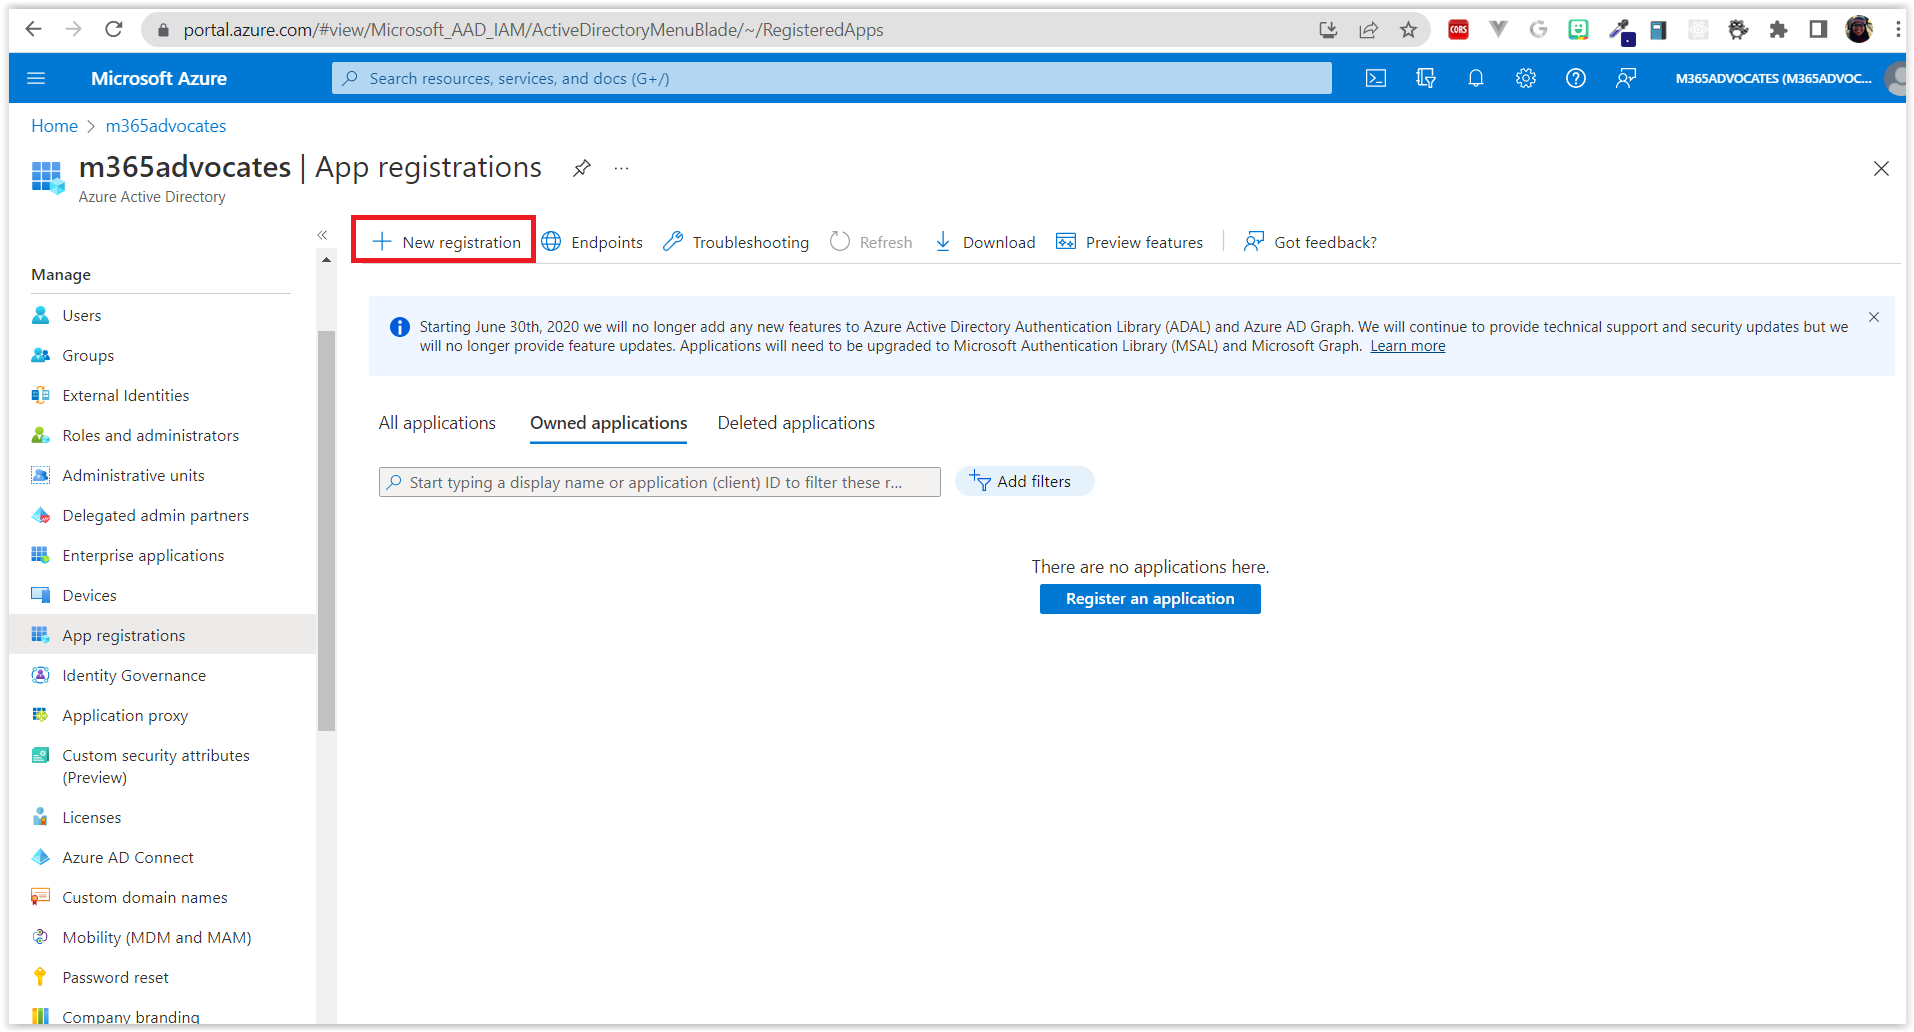 portal.azure.com/#view/Microsoft_AAD_IAM/ActiveDirectoryMenuBlade/~/RegisteredApps
CORS
Microsoft Azure
Search resources, services, and docs (G+/)
M365ADVOCATES (M365ADVOC...
Home > m365advocates
m365advocates | App registrations
...
Azure Active Directory
New registration
Endpoints
Troubleshooting
Refresh
Download
Preview features
Got feedback?
Manage
Users
Groups
External Identities
Roles and administrators
Administrative units
Delegated admin partners
Enterprise applications
Devices
App registrations
Identity Governance
Application proxy
Custom security attributes
(Preview)
Licenses
Azure AD Connect
Custom domain names
Mobility (MDM and MAM)
Password reset
Company branding
Starting June 30th, 2020 we will no longer add any new features to Azure Active Directory Authentication Library (ADAL) and Azure AD Graph. We will continue to provide technical support and security updates but we
will no longer provide feature updates. Applications will need to be upgraded to Microsoft Authentication Library (MSAL) and Microsoft Graph. Learn more
All applications
Owned applications
Deleted applications
Start typing a display name or application (client) ID to filter these r...
Add filters
There are no applications here.
Register an application